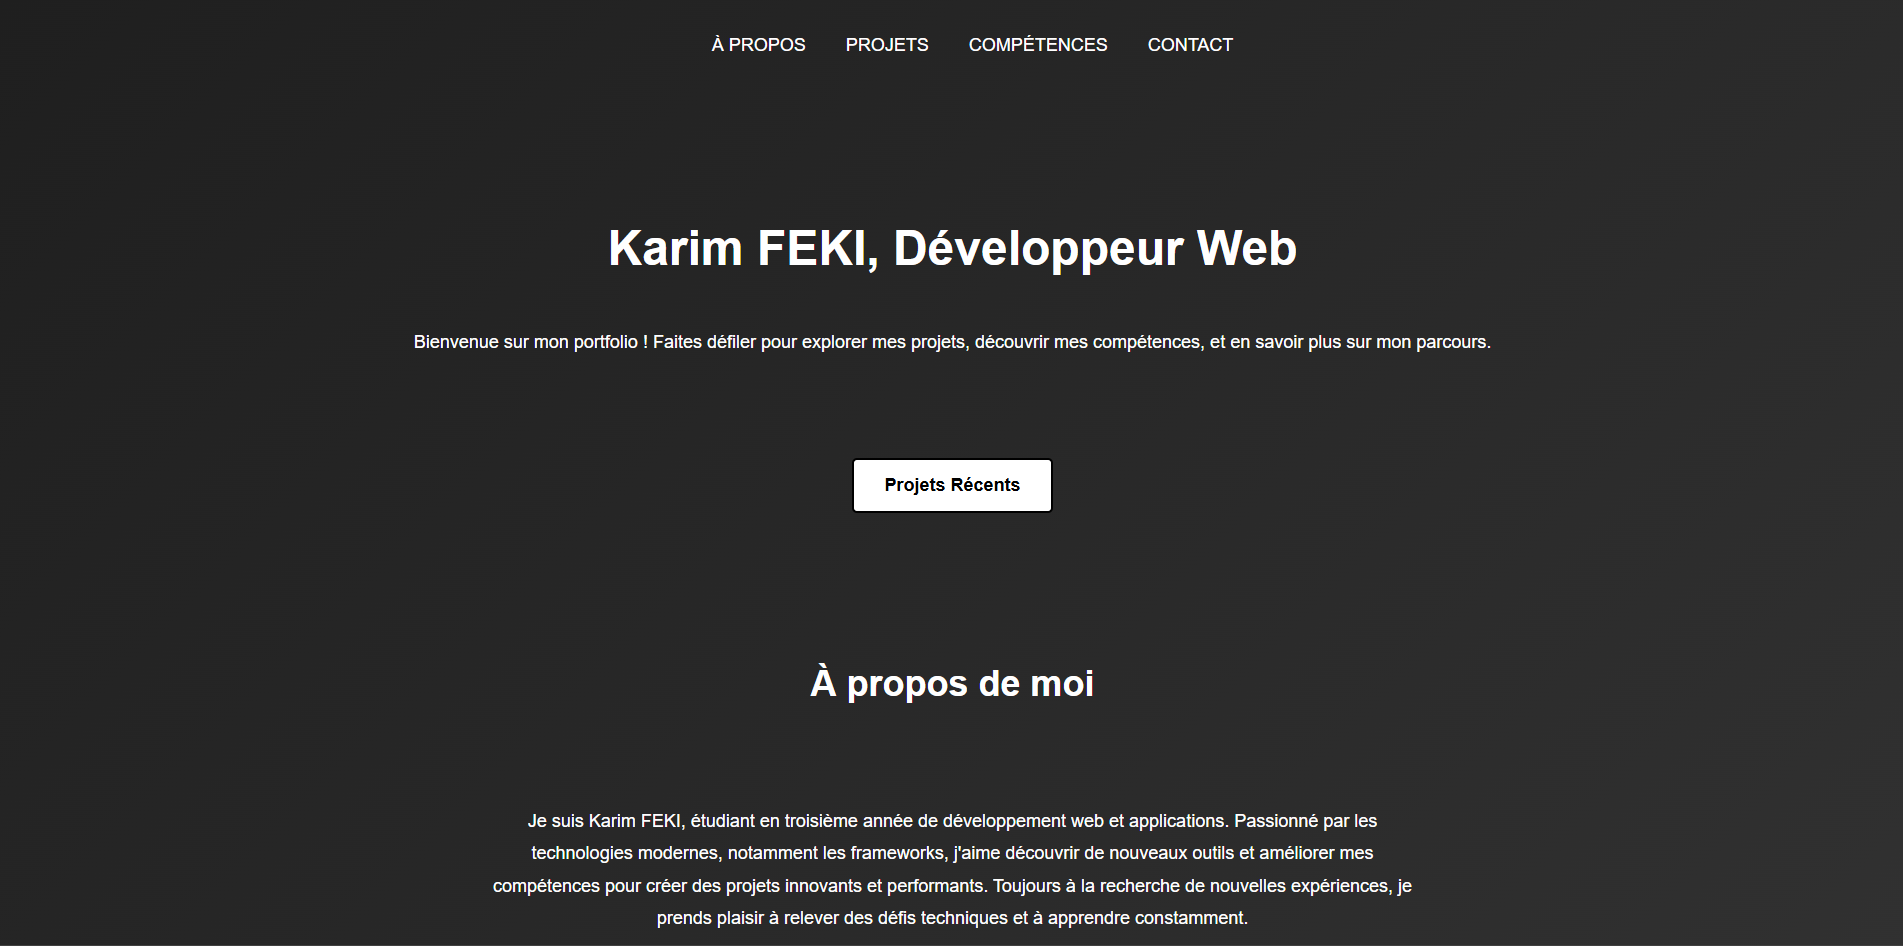 À PROPOS PROJETS COMPÉTENCES CONTACT
Karim FEKI, Développeur Web
Bienvenue sur mon portfolio ! Faites défiler pour explorer mes projets, découvrir mes compétences, et en savoir plus sur mon parcours.
Projets Récents
À propos de moi
Je suis Karim FEKI, étudiant en troisième année de développement web et applications. Passionné par les
technologies modernes, notamment les frameworks, j'aime découvrir de nouveaux outils et améliorer mes
compétences pour créer des projets innovants et performants. Toujours à la recherche de nouvelles expériences, je
prends plaisir à relever des défis techniques et à apprendre constamment.